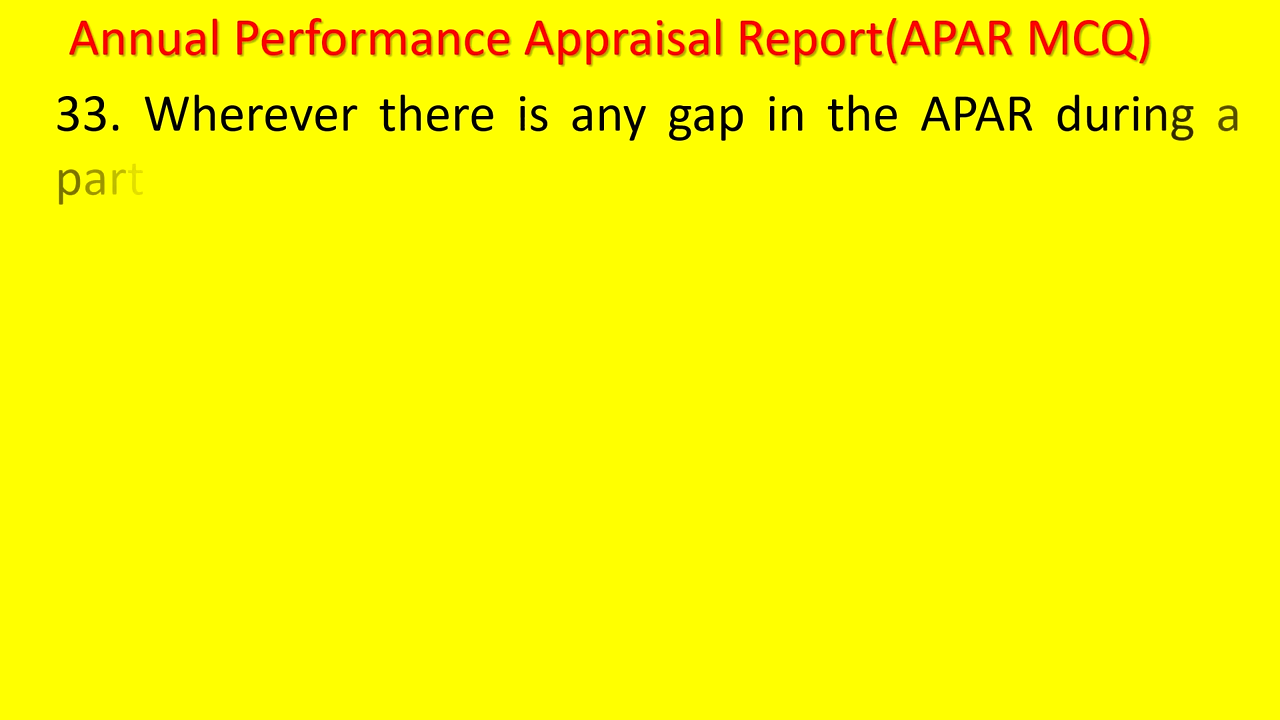 Annual Performance Appraisal Report(APAR MCQ)
33. Wherever there is any gap in the APAR during a
part